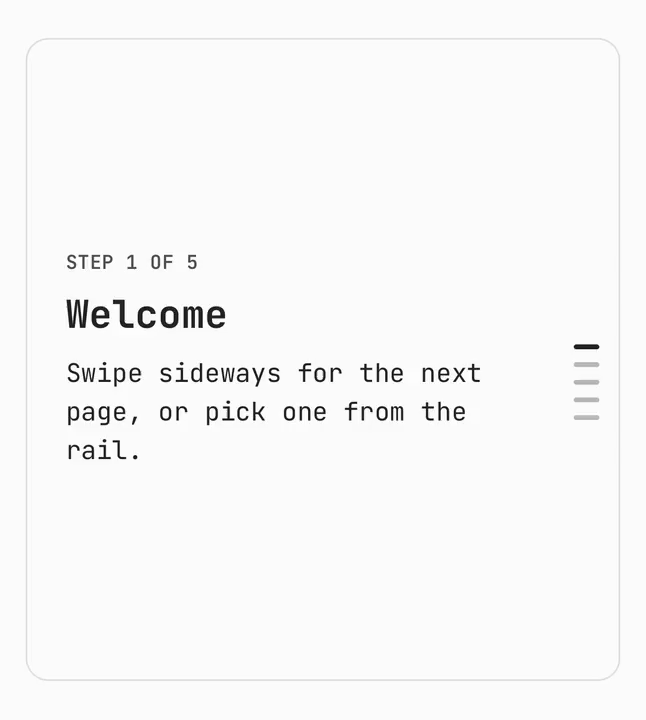 STEP 1 OF 5
Welcome
Swipe sideways for the next
page, or pick one from the
rail.